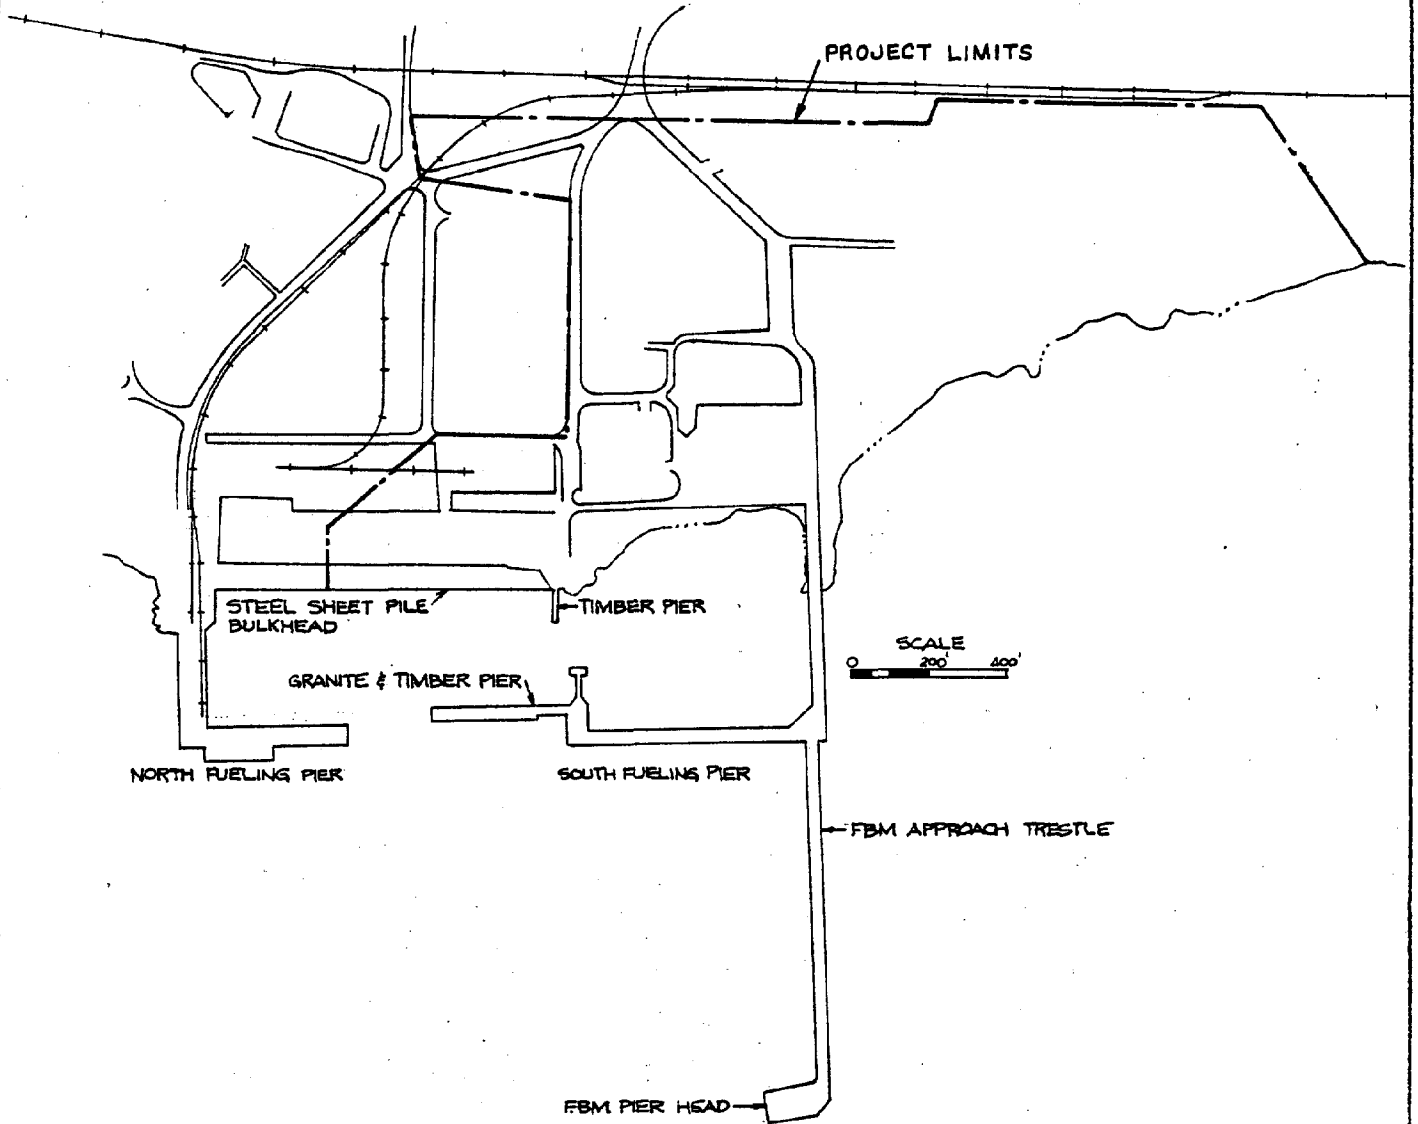 PROJECT LIMITS
STEEL SHEET PILE
BULKHEAD
TIMBER PIER
SCALE
0 200' 400'
GRANITE & TIMBER PIER
NORTH FUELING PIER
SOUTH FUELING PIER
FBM APPROACH TRESTLE
FBM PIER HEAD